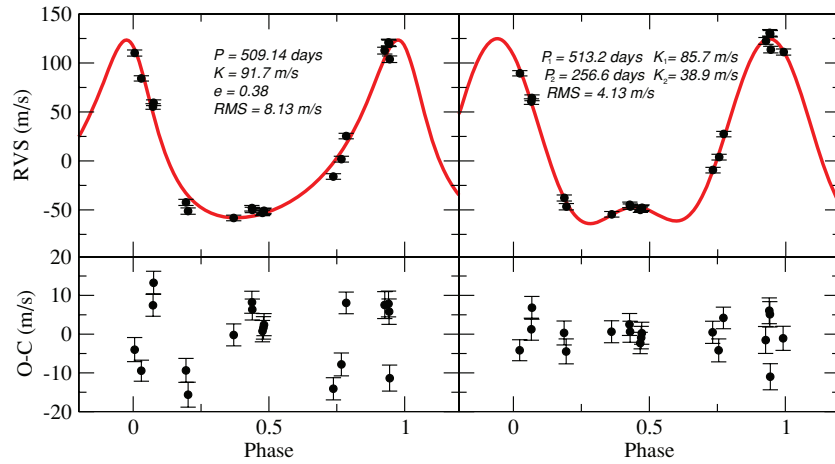 150
100
50
0
-50
20
10
0
-10
-20
RVS (m/s)
O-C (m/s)
P = 509.14 days
K = 91.7 m/s
e = 0.38
RMS = 8.13 m/s
P₁ = 513.2 days K₁= 85.7 m/s
P₂ = 256.6 days K₂= 38.9 m/s
RMS = 4.13 m/s
0 0.5 1
Phase
0 0.5 1
Phase